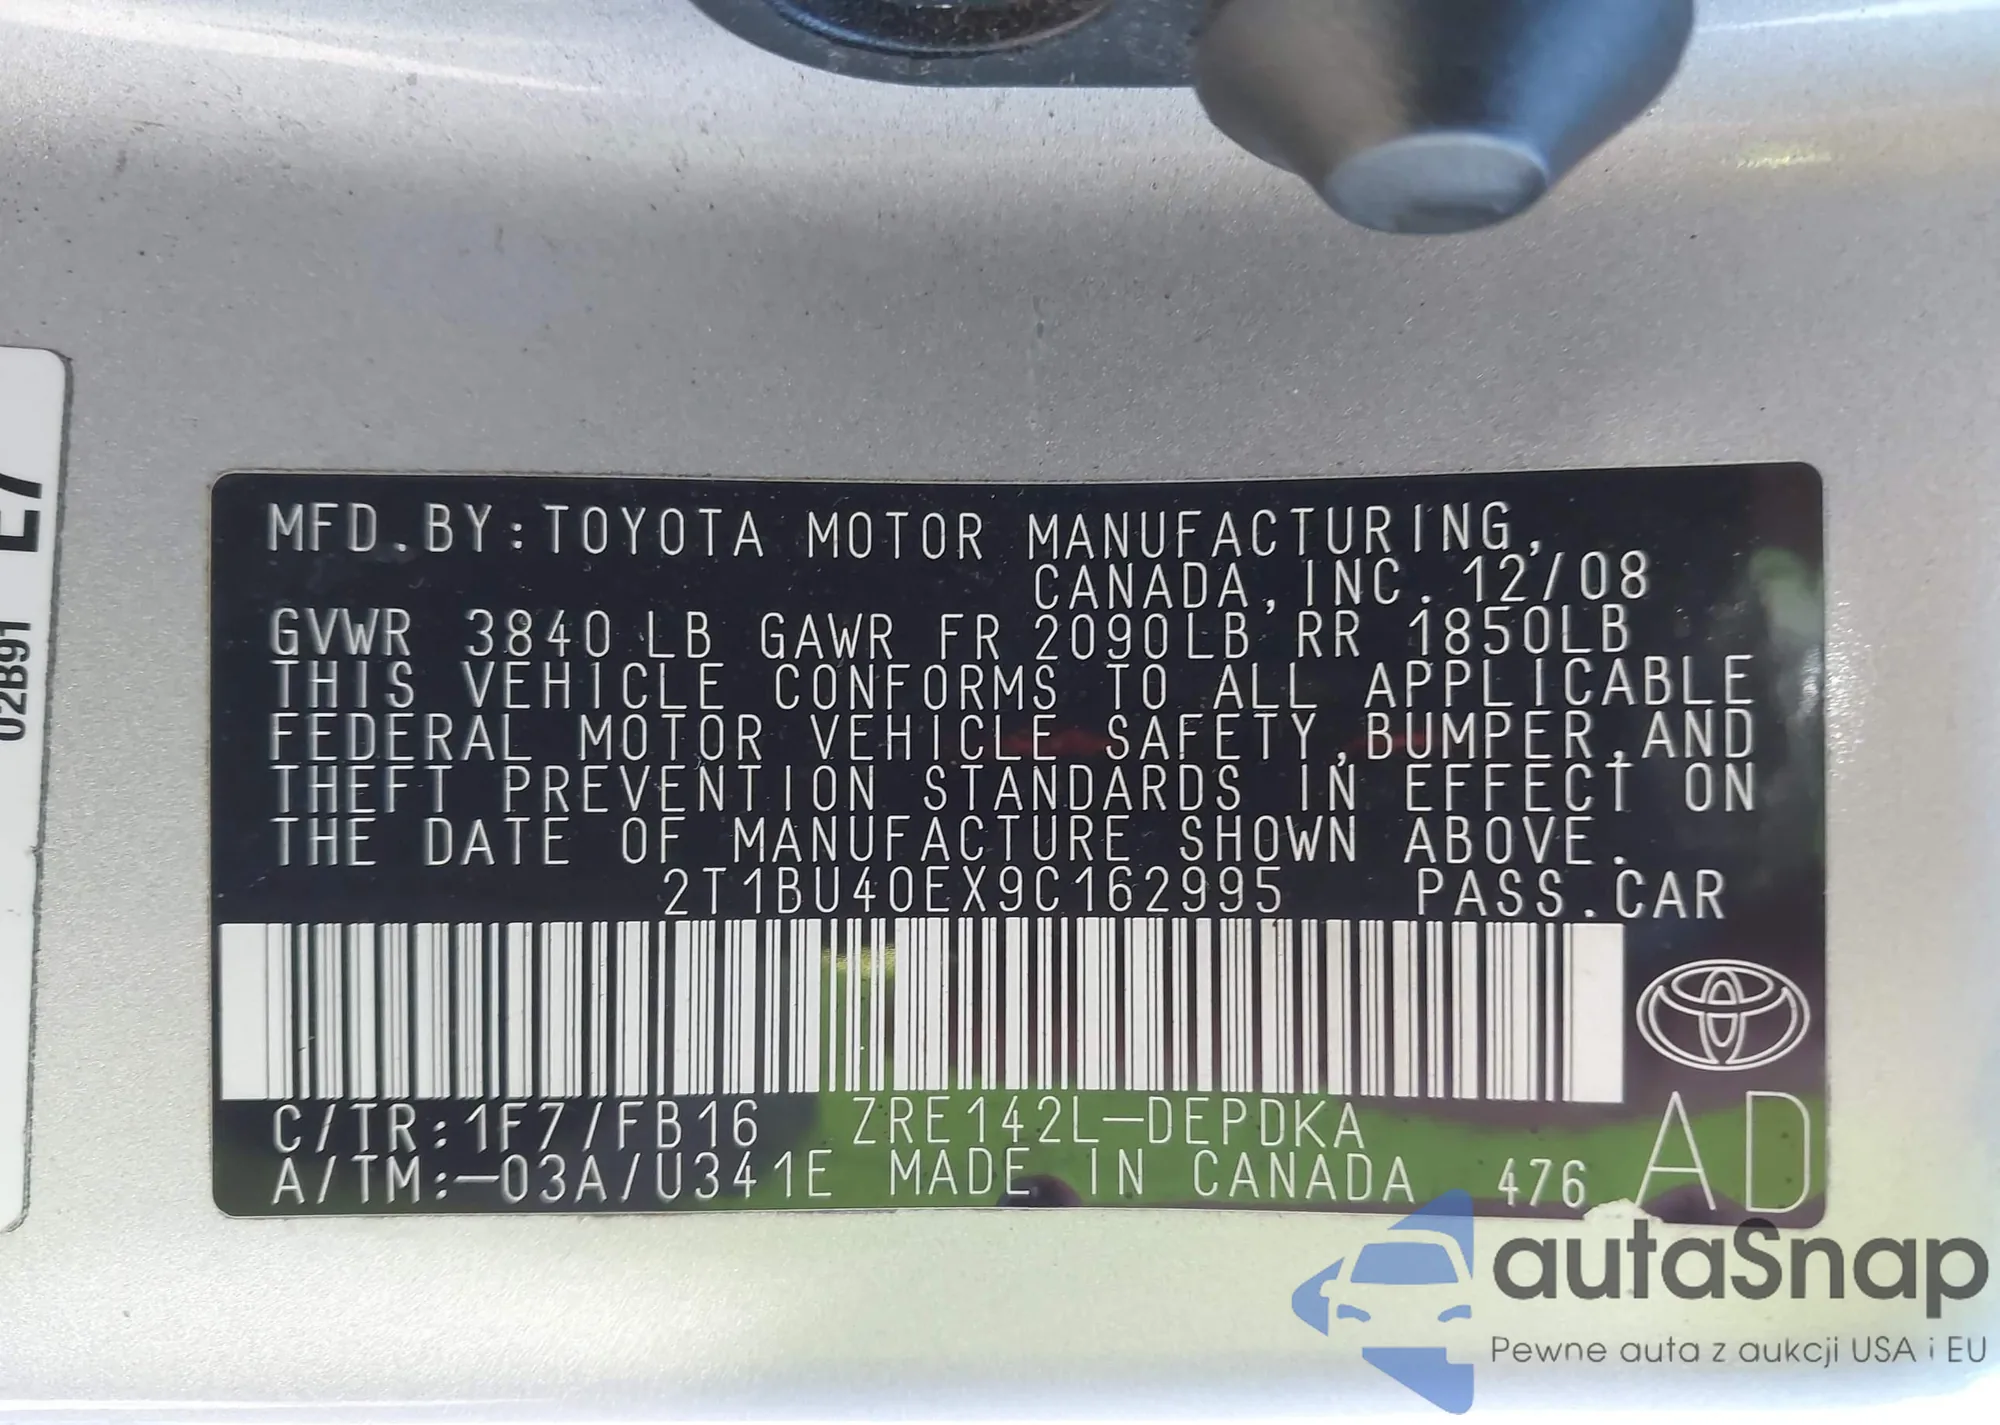 MFD.BY:TOYOTA MOTOR MANUFACTURING,
CANADA,INC.12/08
GVWR 3840LB GAWR FR 2090LB RR 1850LB
THIS VEHICLE CONFORMS TO ALL APPLICABLE
FEDERAL MOTOR VEHICLE SAFETY,BUMPER,AND
THEFT PREVENTION STANDARDS IN EFFECT ON
THE DATE OF MANUFACTURE SHOWN ABOVE.
2T1BU40EX9C162995 PASS.CAR
C/TR:1F7/FB16 ZRE142L-DEPDKA
A/TM:-03A/U341E MADE IN CANADA 476 AD
E7
02B91
autaSnap
Pewne auta z aukcji USA i EU